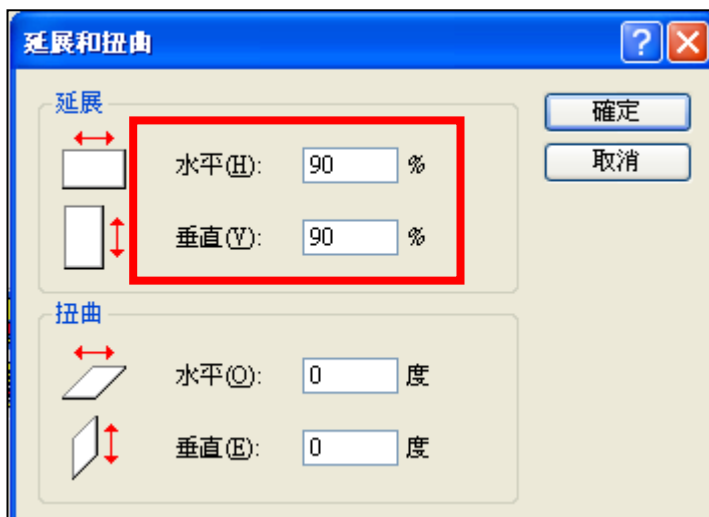 延展和扭曲
延展
確定
水平(H): 90 %
取消
垂直(V): 90 %
扭曲
水平(O): 0 度
垂直(E): 0 度